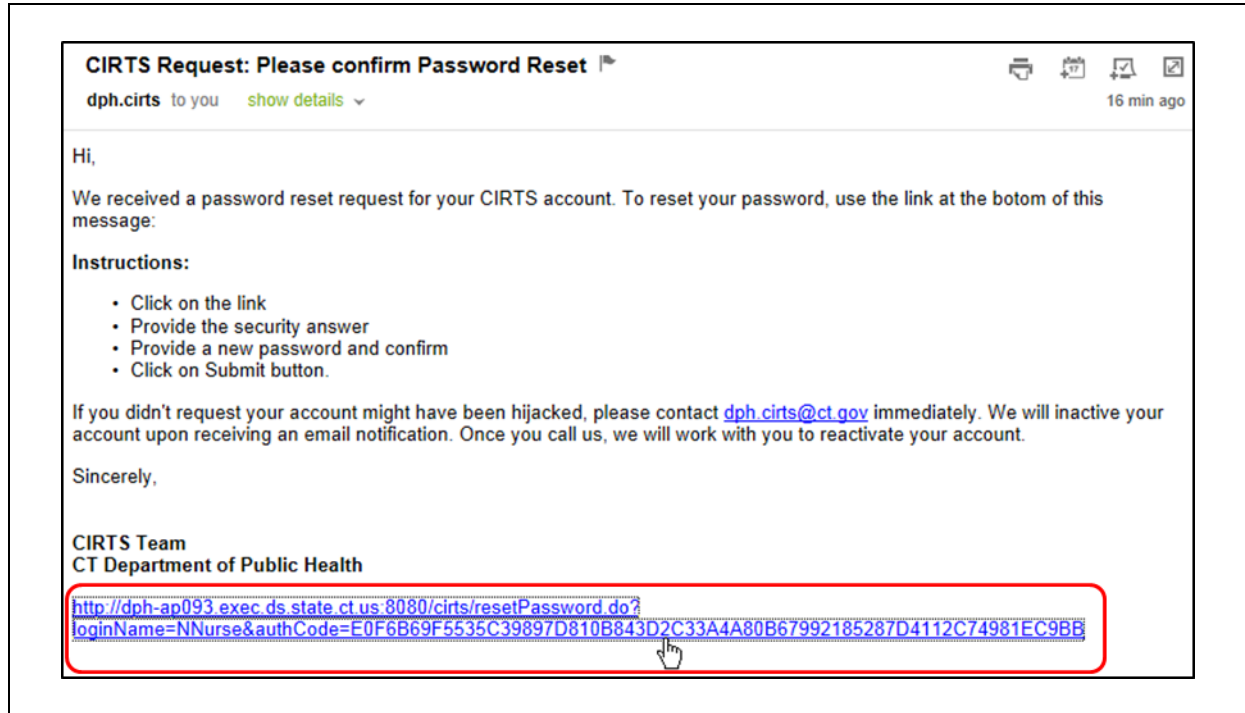 CIRTS Request: Please confirm Password Reset
dph.cirts to you show details
16 min ago
Hi,
We received a password reset request for your CIRTS account. To reset your password, use the link at the botom of this
message:
Instructions:
• Click on the link
• Provide the security answer
• Provide a new password and confirm
• Click on Submit button.
If you didn't request your account might have been hijacked, please contact dph.cirts@ct.gov immediately. We will inactive your
account upon receiving an email notification. Once you call us, we will work with you to reactivate your account.
Sincerely,
CIRTS Team
CT Department of Public Health
http://dph-ap093.exec.ds.state.ct.us:8080/cirts/resetPassword.do?
loginName=NNurse&authCode=E0F6B69F5535C39897D810B843D2C33A4A80B67992185287D4112C74981EC9BB